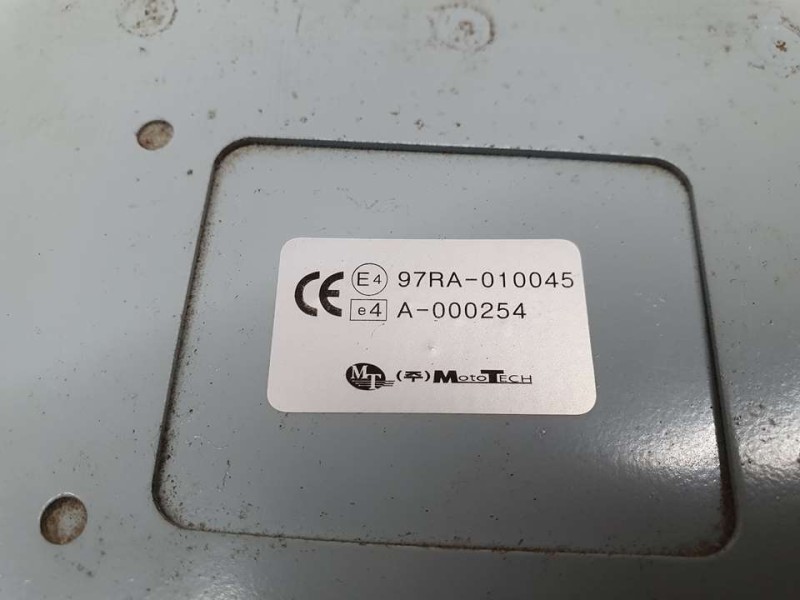 CE E4 97RA-010045
e4 A-000254
MT (주)MotoTech